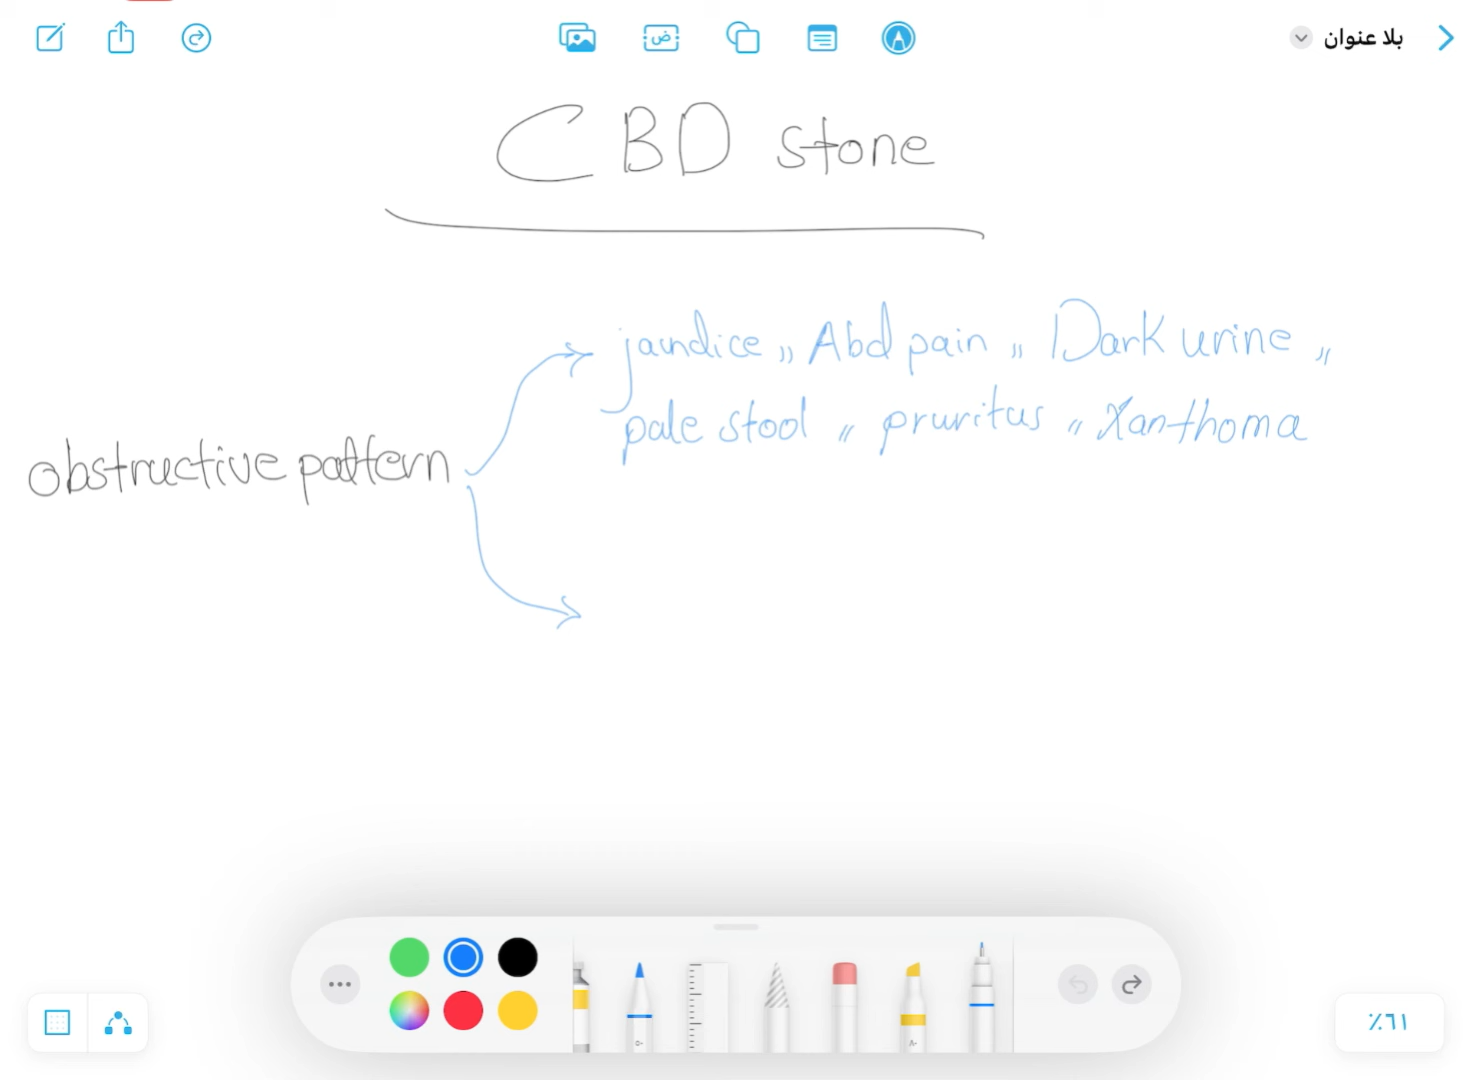 بلا عنوان
ض
CBD stone
jaundice ,, Abd pain ,, Dark urine ,,
pale stool ,, pruritus ,, Xanthoma
obstructive pattern
٪٦١